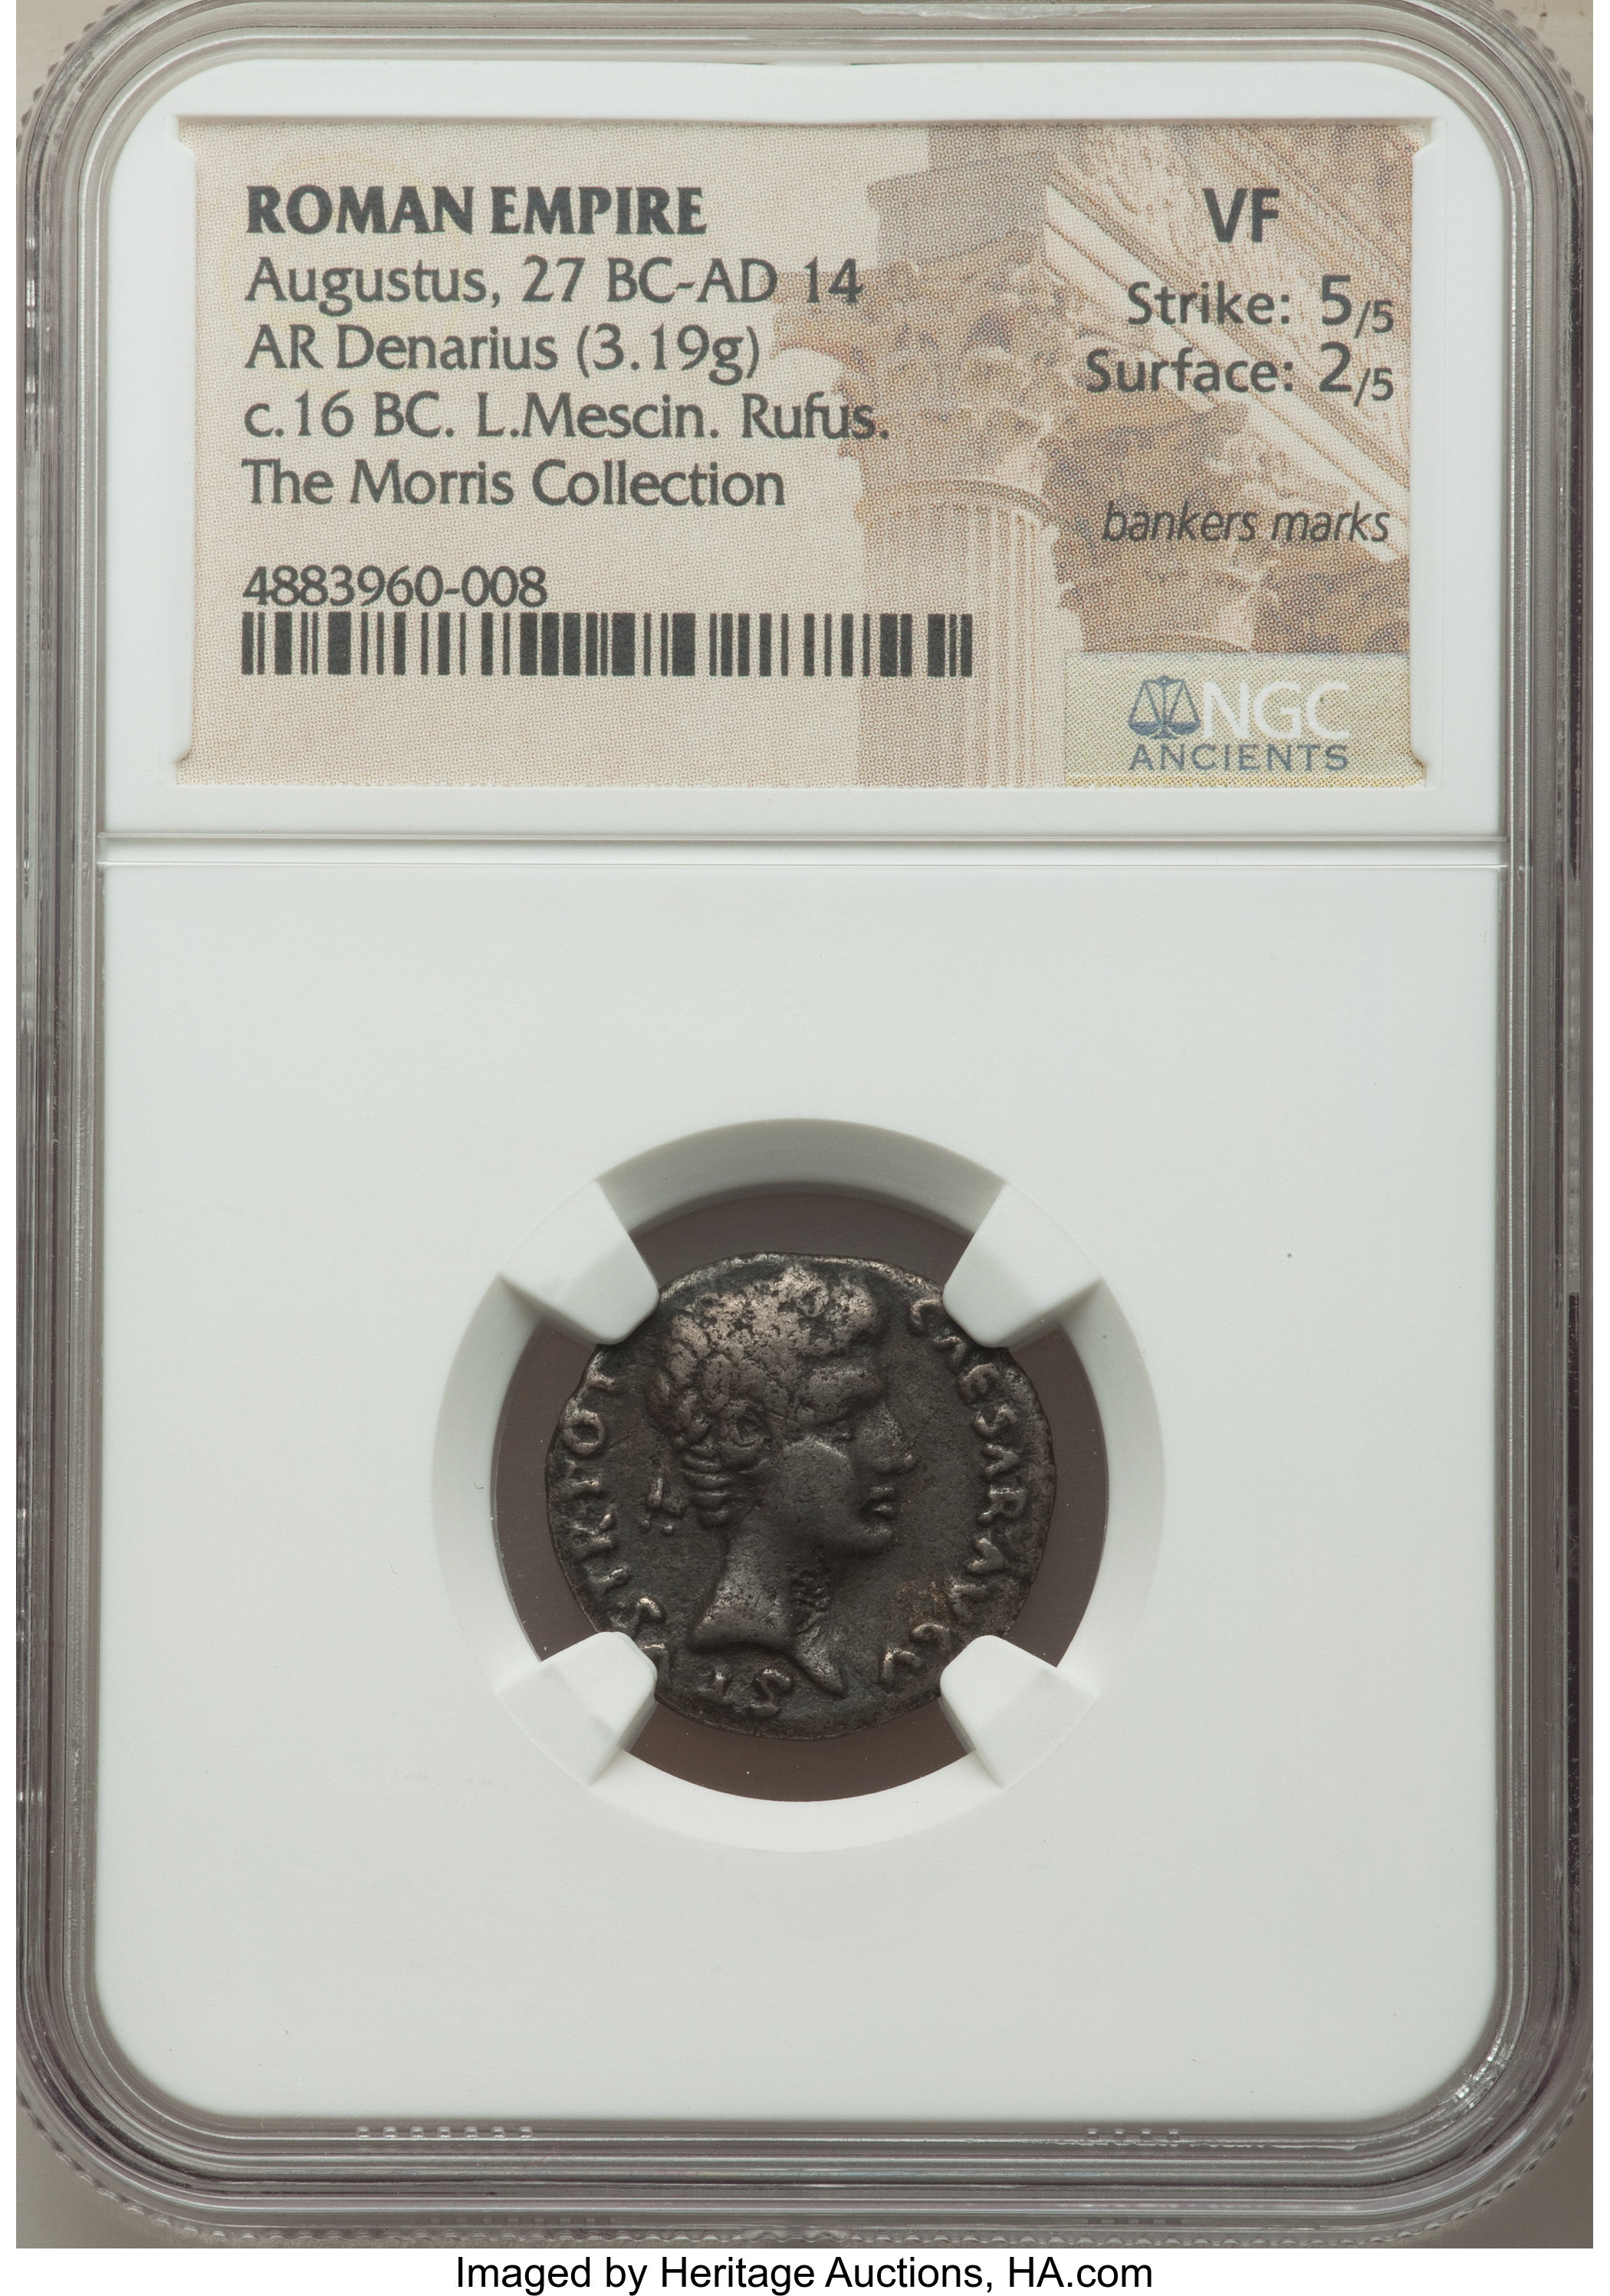 ROMAN EMPIRE
Augustus, 27 BC-AD 14
AR Denarius (3.19g)
c.16 BC. L.Mescin. Rufus.
The Morris Collection
4883960-008
VF
Strike: 5/5
Surface: 2/5
bankers marks
NGC
ANCIENTS
CAESAR AVGV
Imaged by Heritage Auctions, HA.com